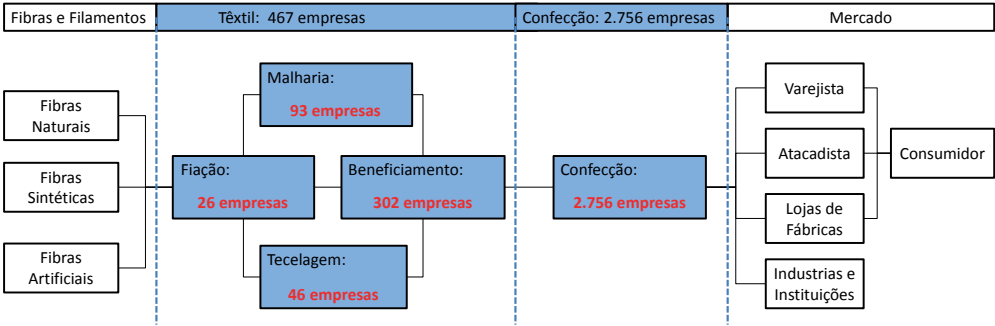 Fibras e Filamentos
Têxtil: 467 empresas
Confecção: 2.756 empresas
Mercado
Fibras
Naturais
Fibras
Sintéticas
Fibras
Artificiais
Malharia:
93 empresas
Fiação:
26 empresas
Beneficiamento:
302 empresas
Tecelagem:
46 empresas
Confecção:
2.756 empresas
Varejista
Atacadista
Lojas de
Fábricas
Industrias e
Instituições
Consumidor